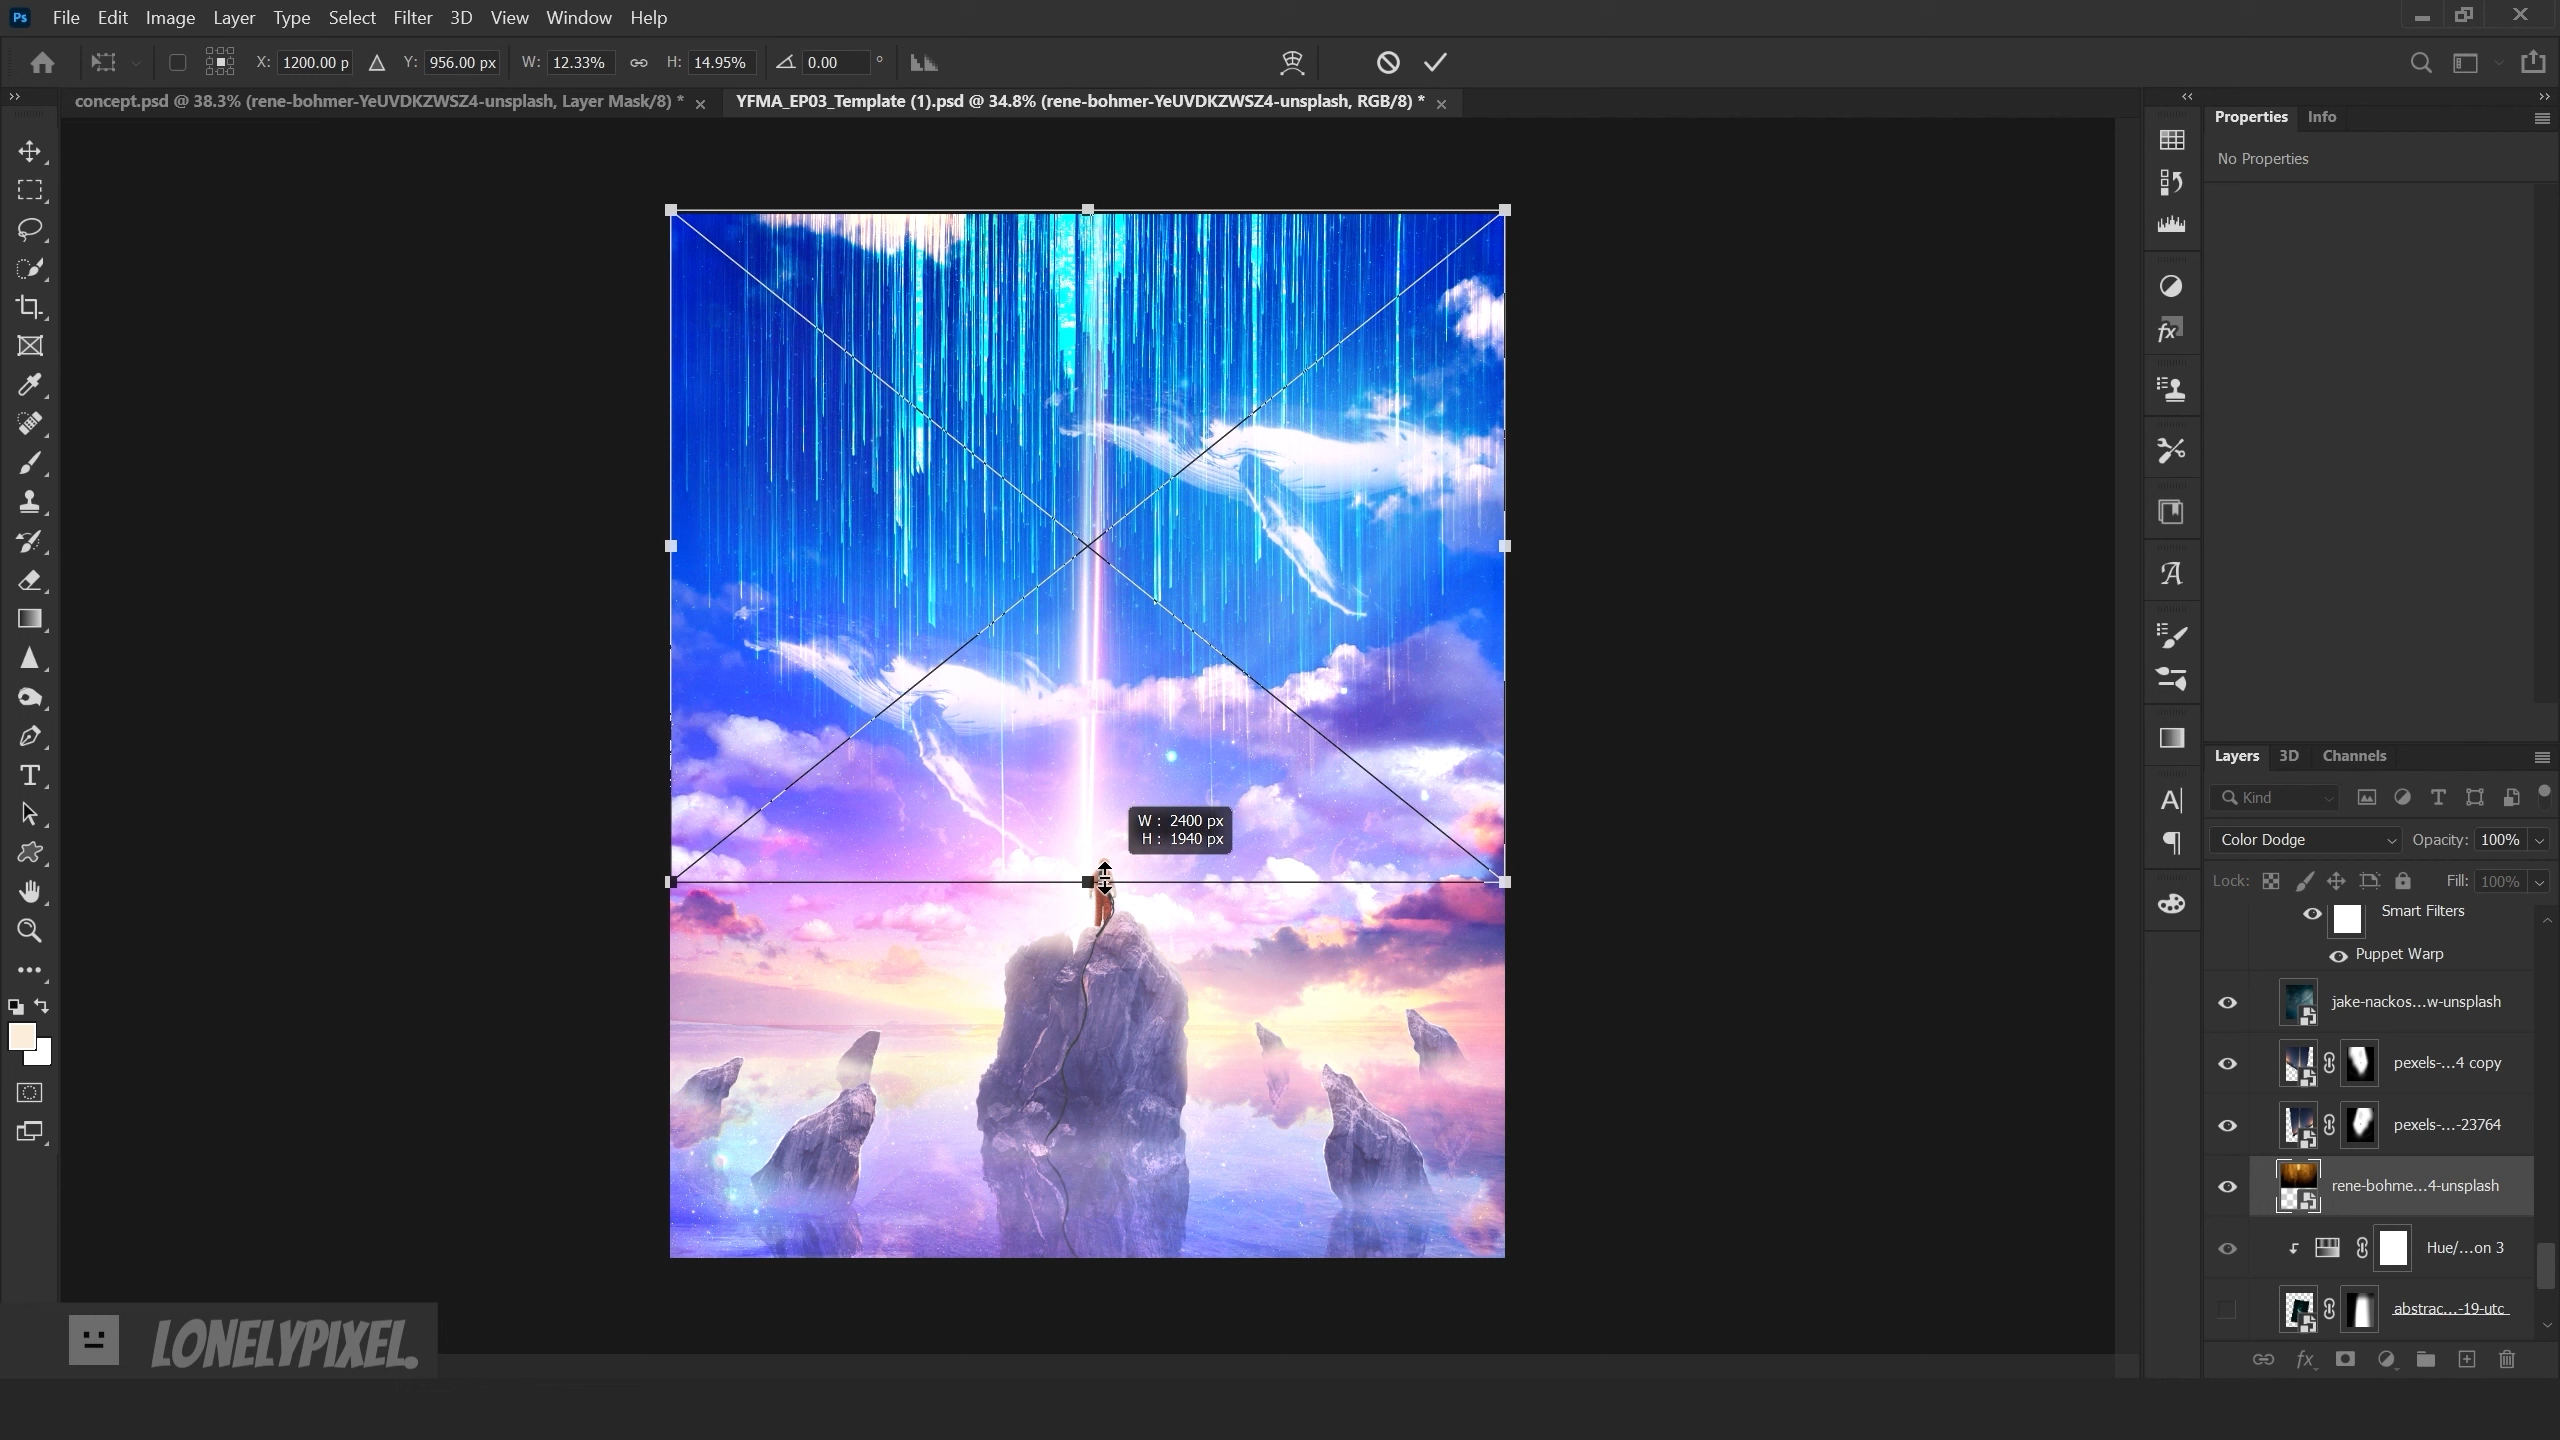 Ps File Edit Image Layer Type Select Filter 3D View Window Help
X: 1200.00 p Y: 956.00 px W: 12.33% H: 14.95% 0.00 °
concept.psd @ 38.3% (rene-bohmer-YeUVDKZWSZ4-unsplash, Layer Mask/8) * YFMA_EP03_Template (1).psd @ 34.8% (rene-bohmer-YeUVDKZWSZ4-unsplash, RGB/8) *
Properties Info
No Properties
W : 2400 px
H : 1940 px
Layers 3D Channels
Kind
Color Dodge Opacity: 100%
Lock: Fill: 100%
Smart Filters
Puppet Warp
jake-nackos...w-unsplash
pexels-...4 copy
pexels-...-23764
rene-bohme...4-unsplash
Hue/...on 3
abstrac...-19-utc
LONELYPIXEL.